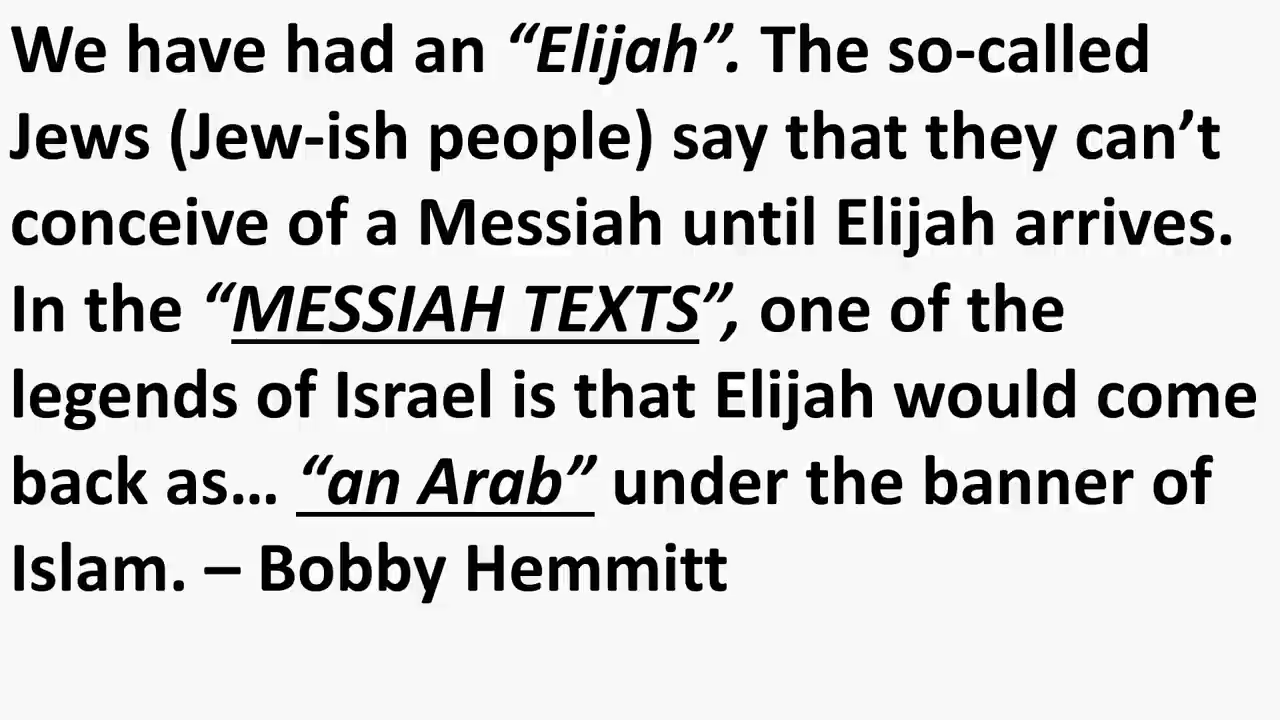 We have had an “Elijah”. The so-called
Jews (Jew-ish people) say that they can’t
conceive of a Messiah until Elijah arrives.
In the “MESSIAH TEXTS”, one of the
legends of Israel is that Elijah would come
back as… “an Arab” under the banner of
Islam. – Bobby Hemmitt